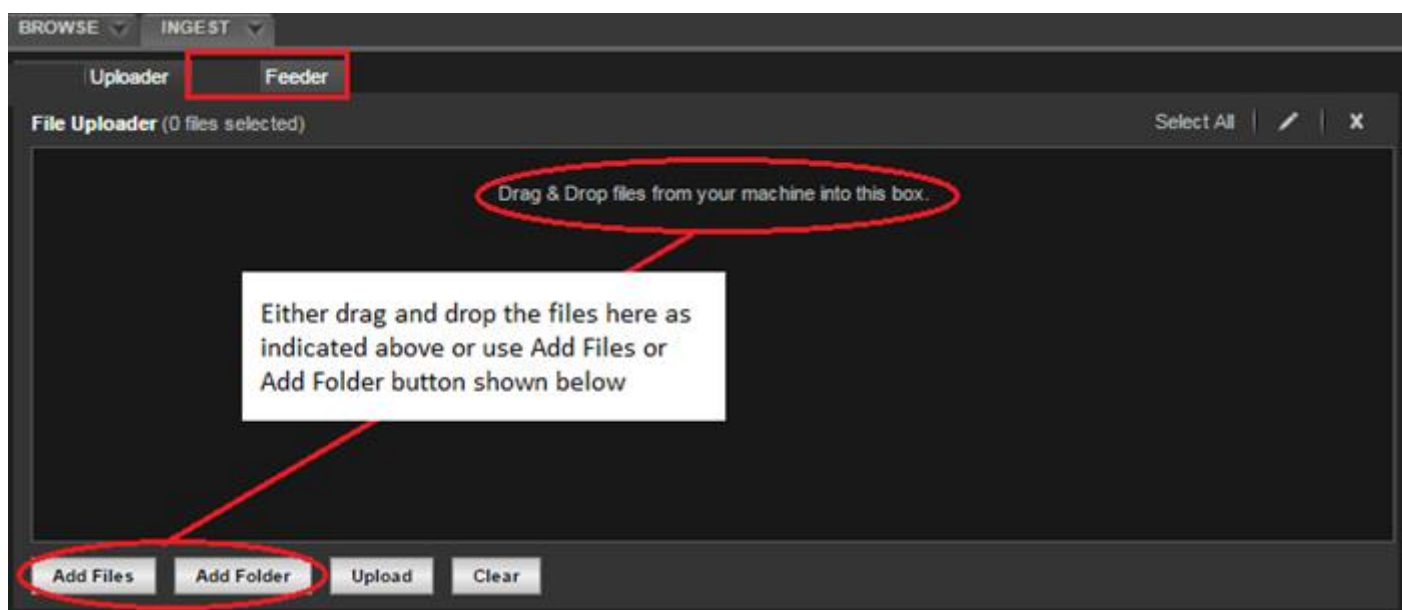 BROWSE INGEST
Uploader Feeder
File Uploader (0 files selected) Select All X
Drag & Drop files from your machine into this box.
Either drag and drop the files here as
indicated above or use Add Files or
Add Folder button shown below
Add Files Add Folder Upload Clear